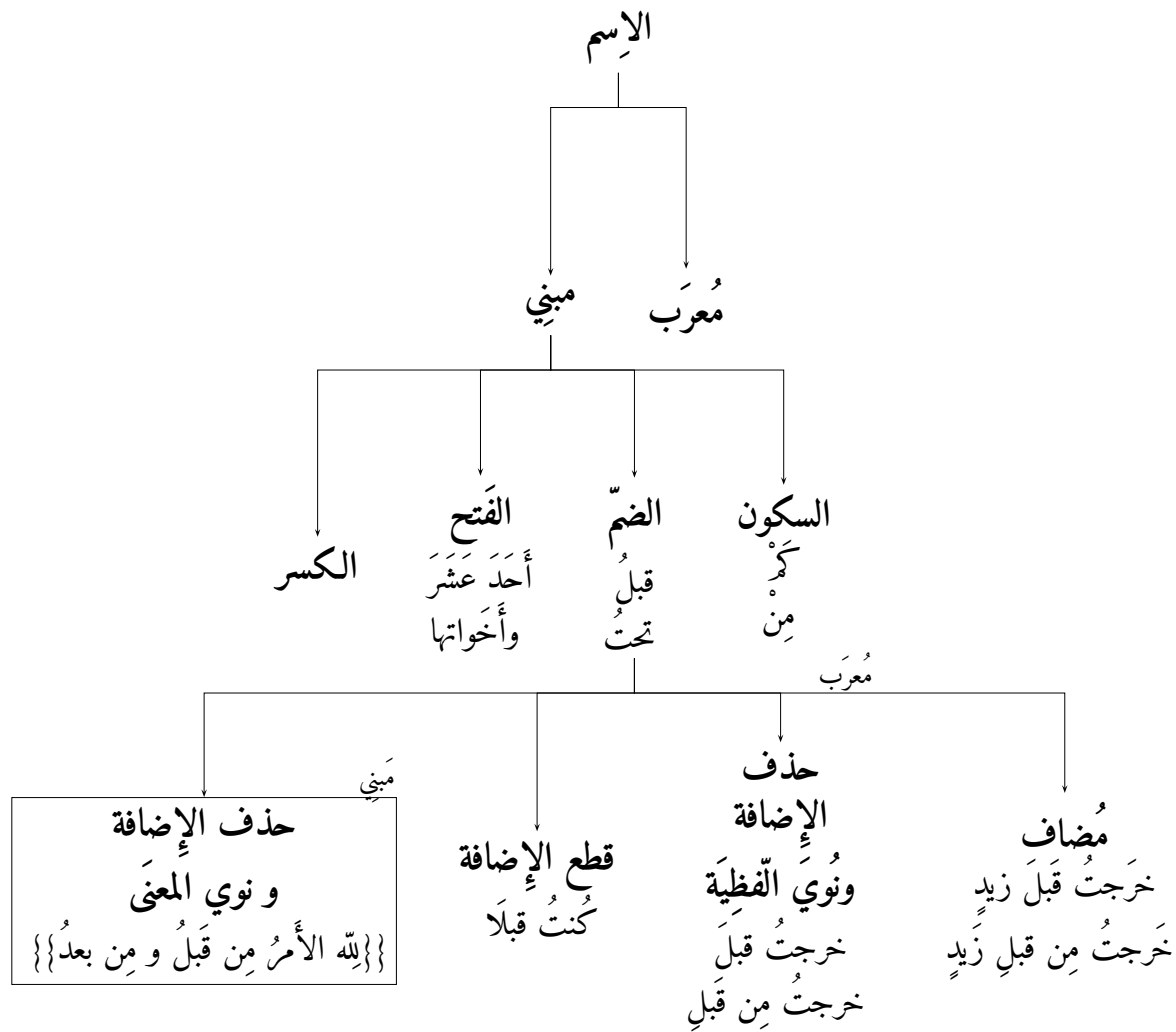 الاِسم
مُعرَب
مبنِي
السكون
كَمْ
مِنْ
الضمّ
قبلُ
تحتُ
الفَتح
أَحَدَ عَشَرَ
وأَخَواتها
الكسر
مُعرَب
مُضاف
خرَجتُ قَبلَ زيدٍ
خَرجتُ مِن قبلِ زَيدٍ
حذف
الإِضافة
ونُويَ الّفظِيَة
خرجتُ قبلَ
خرجتُ مِن قَبلِ
قطع الإِضافة
كُنتُ قبلَا
مَبنِي
حذف الإِضافة
و نوي المعنَى
{{لِلّه الأَمرُ مِن قَبلُ و مِن بعدُ}}